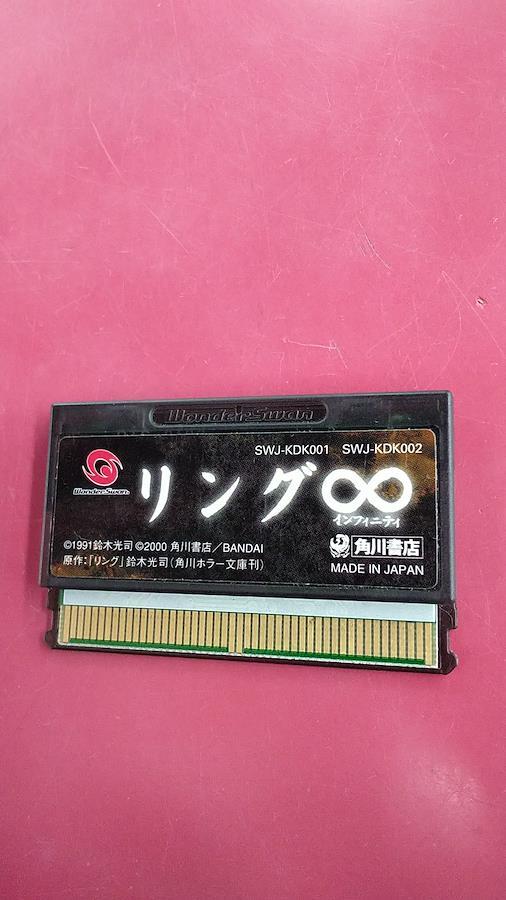 WonderSwan
SWJ-KDK001 SWJ-KDK002
WonderSwan
リング∞
インフィニティ
©1991鈴木光司 ©2000 角川書店／BANDAI
原作:「リング」鈴木光司(角川ホラー文庫刊)
角川書店
MADE IN JAPAN